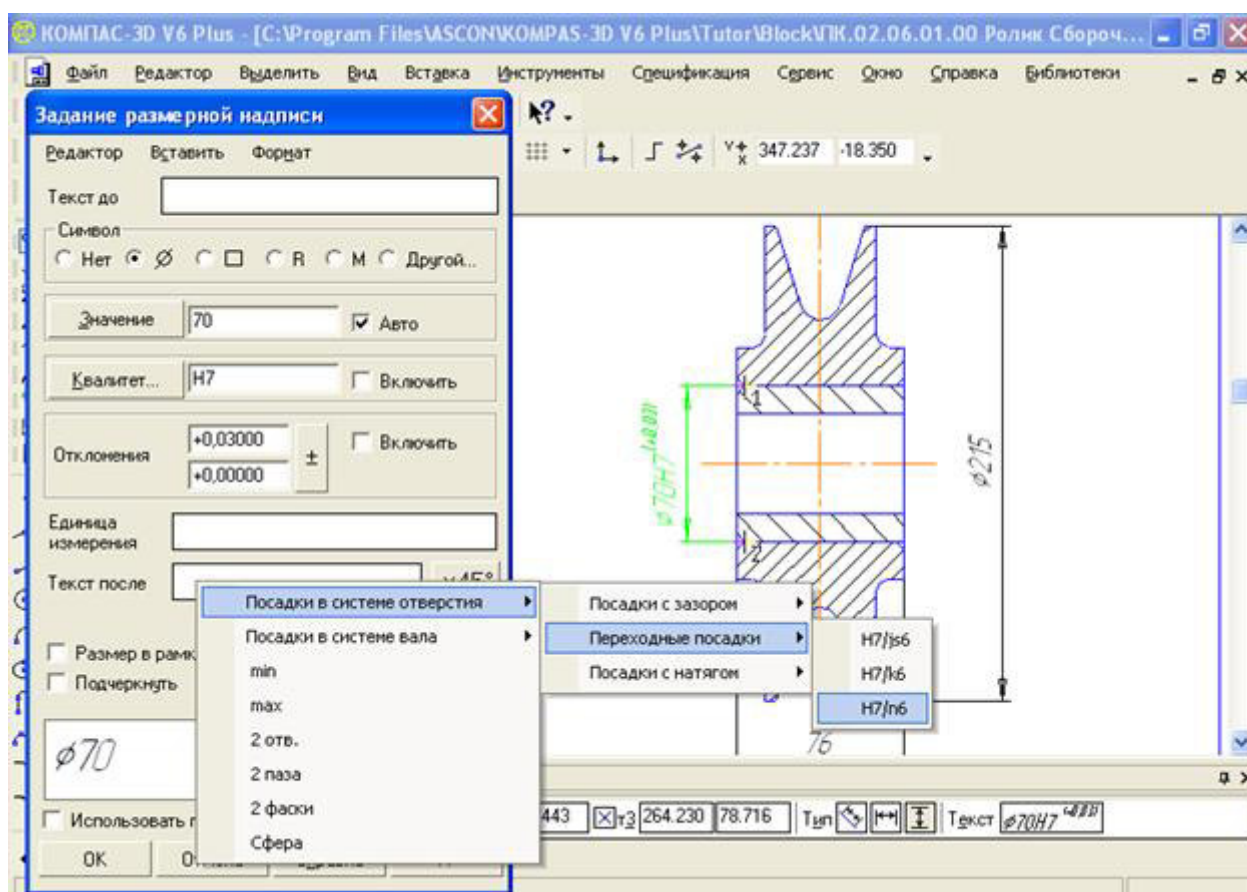 КОМПАС-3D V6 Plus - [C:\Program Files\ASCON\KOMPAS-3D V6 Plus\Tutor\Block\ПК.02.06.01.00 Ролик Сбороч...
Файл Редактор Выделить Вид Вставка Инструменты Спецификация Сервис Окно Справка Библиотеки
Задание размерной надписи
Редактор Вставить Формат
347.237 -18.350
Текст до
Символ
Нет Ø □ R M Другой...
Значение 70 Авто
Квалитет... H7 Включить
Отклонения +0,03000 ± Включить
+0,00000
Единица
измерения
Текст после
Посадки в системе отверстия
Посадки в системе вала
min
max
2 отв.
2 паза
2 фаски
Сфера
Посадки с зазором
Переходные посадки
Посадки с натягом
H7/js6
H7/k6
H7/n6
Размер в
Подчеркнуть
ø70
Использовать
OK
1
2
ø70H7(+0,03)
ø215
76
443 т3 264.230 78.716 Тип Текст ø70H7